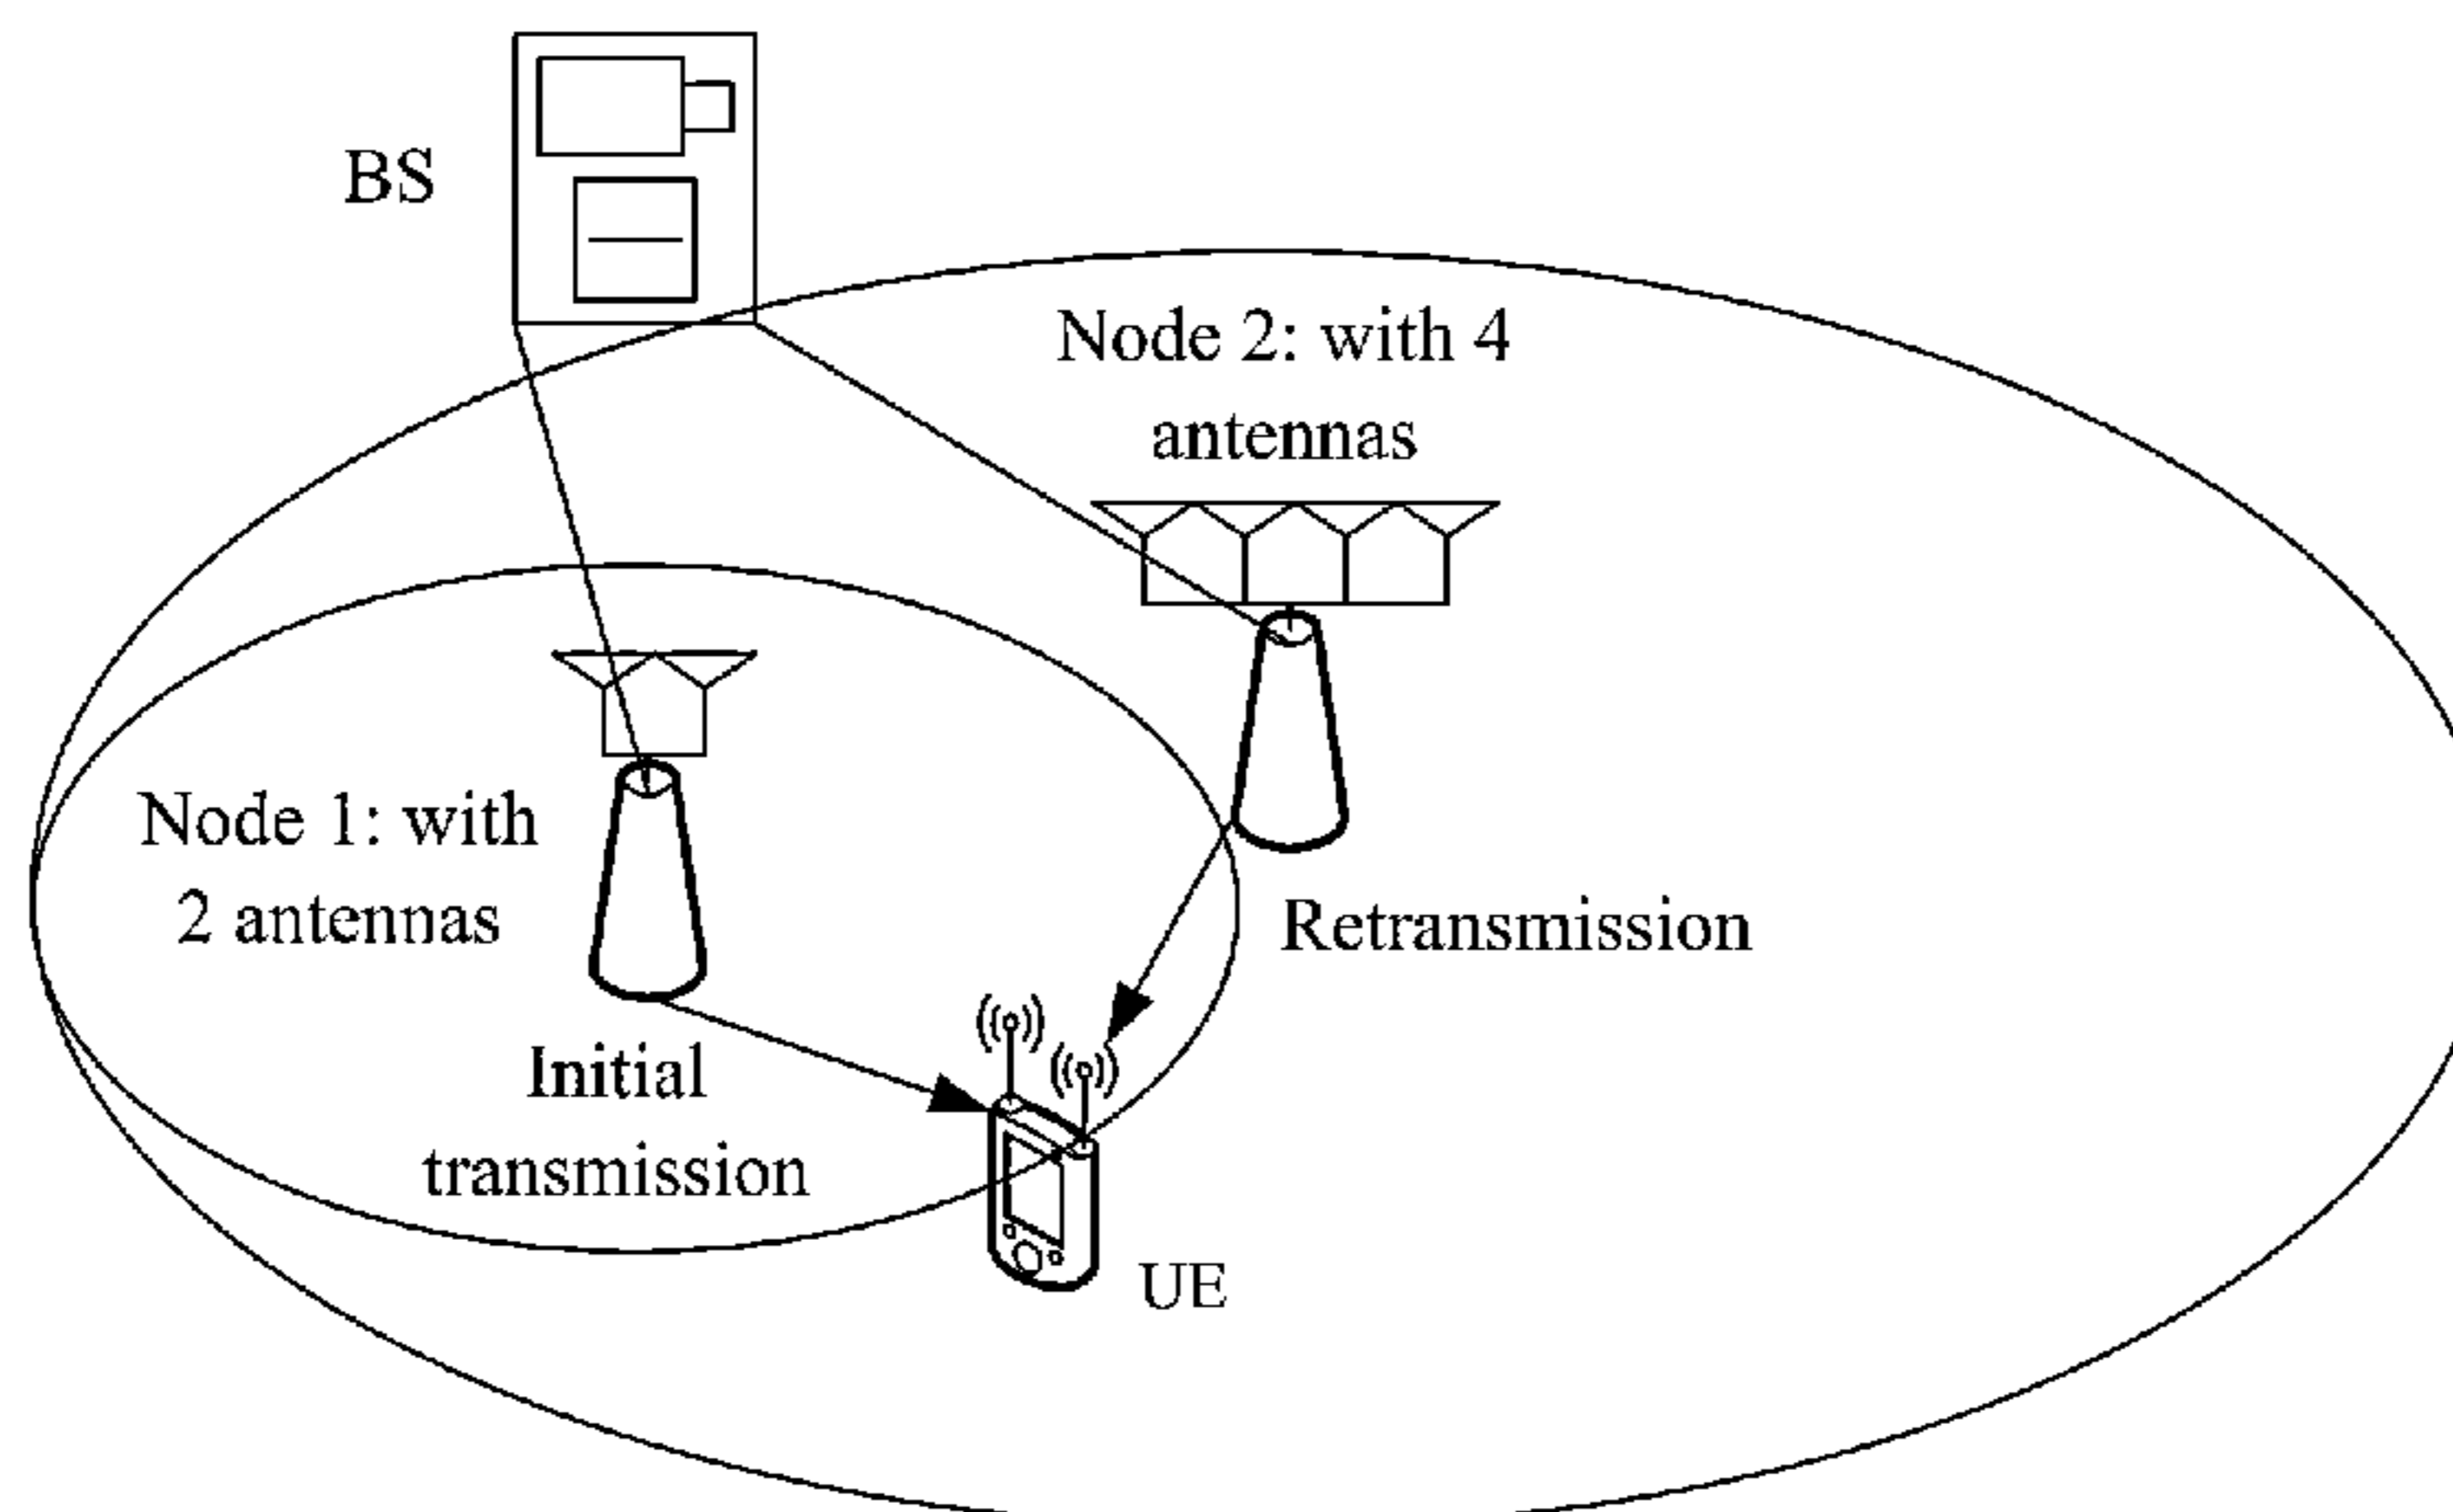 BS
Node 2: with 4
antennas
Node 1: with
2 antennas
Retransmission
Initial
transmission
UE